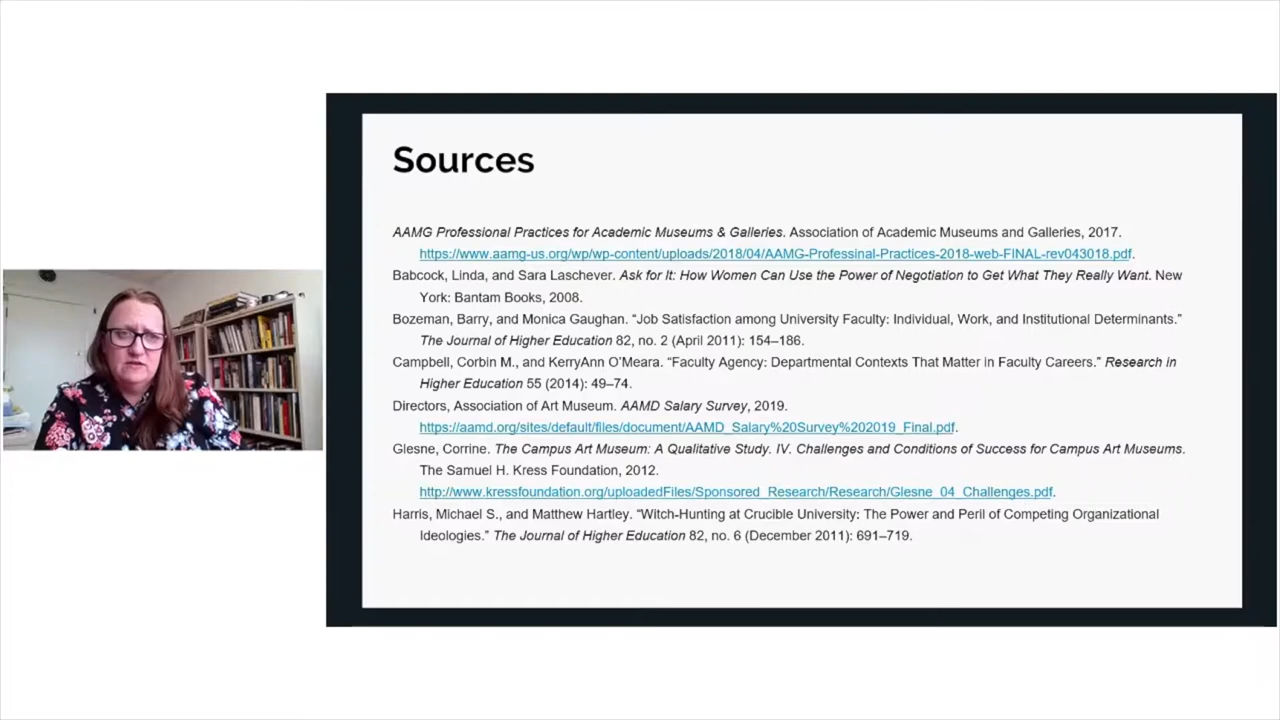 Sources
AAMG Professional Practices for Academic Museums & Galleries. Association of Academic Museums and Galleries, 2017.
https://www.aamg-us.org/wp/wp-content/uploads/2018/04/AAMG-Professinal-Practices-2018-web-FINAL-rev043018.pdf.
Babcock, Linda, and Sara Laschever. Ask for It: How Women Can Use the Power of Negotiation to Get What They Really Want. New
York: Bantam Books, 2008.
Bozeman, Barry, and Monica Gaughan. “Job Satisfaction among University Faculty: Individual, Work, and Institutional Determinants.”
The Journal of Higher Education 82, no. 2 (April 2011): 154–186.
Campbell, Corbin M., and KerryAnn O’Meara. “Faculty Agency: Departmental Contexts That Matter in Faculty Careers.” Research in
Higher Education 55 (2014): 49–74.
Directors, Association of Art Museum. AAMD Salary Survey, 2019.
https://aamd.org/sites/default/files/document/AAMD_Salary%20Survey%202019_Final.pdf.
Glesne, Corrine. The Campus Art Museum: A Qualitative Study. IV. Challenges and Conditions of Success for Campus Art Museums.
The Samuel H. Kress Foundation, 2012.
http://www.kressfoundation.org/uploadedFiles/Sponsored_Research/Research/Glesne_04_Challenges.pdf.
Harris, Michael S., and Matthew Hartley. “Witch-Hunting at Crucible University: The Power and Peril of Competing Organizational
Ideologies.” The Journal of Higher Education 82, no. 6 (December 2011): 691–719.